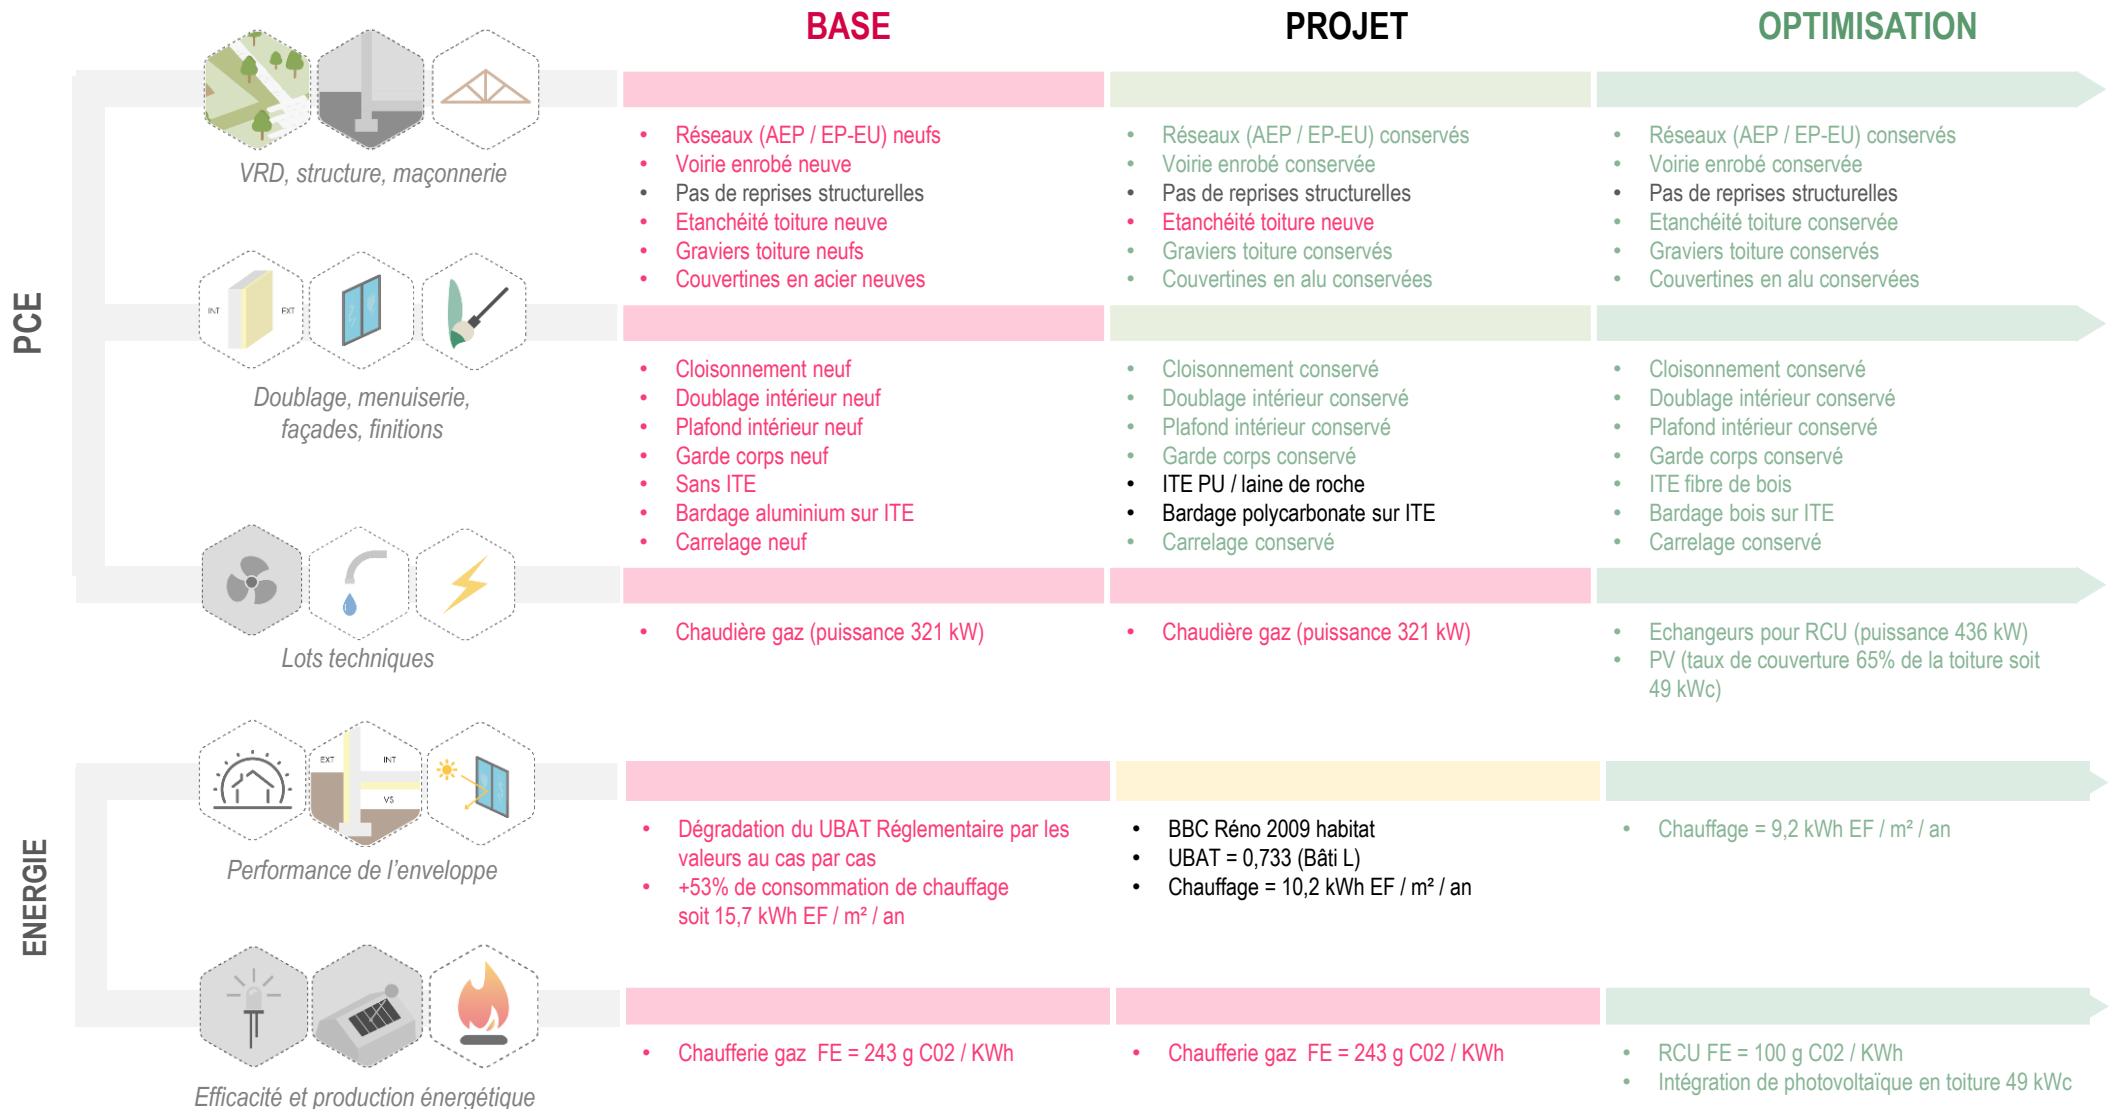 BASE
PROJET
OPTIMISATION
PCE
VRD, structure, maçonnerie
• Réseaux (AEP / EP-EU) neufs
• Voirie enrobé neuve
• Pas de reprises structurelles
• Etanchéité toiture neuve
• Graviers toiture neufs
• Couvertines en acier neuves
• Réseaux (AEP / EP-EU) conservés
• Voirie enrobé conservée
• Pas de reprises structurelles
• Etanchéité toiture neuve
• Graviers toiture conservés
• Couvertines en alu conservées
• Réseaux (AEP / EP-EU) conservés
• Voirie enrobé conservée
• Pas de reprises structurelles
• Etanchéité toiture conservée
• Graviers toiture conservés
• Couvertines en alu conservées
INT
EXT
Doublage, menuiserie,
façades, finitions
• Cloisonnement neuf
• Doublage intérieur neuf
• Plafond intérieur neuf
• Garde corps neuf
• Sans ITE
• Bardage aluminium sur ITE
• Carrelage neuf
• Cloisonnement conservé
• Doublage intérieur conservé
• Plafond intérieur conservé
• Garde corps conservé
• ITE PU / laine de roche
• Bardage polycarbonate sur ITE
• Carrelage conservé
• Cloisonnement conservé
• Doublage intérieur conservé
• Plafond intérieur conservé
• Garde corps conservé
• ITE fibre de bois
• Bardage bois sur ITE
• Carrelage conservé
Lots techniques
• Chaudière gaz (puissance 321 kW)
• Chaudière gaz (puissance 321 kW)
• Echangeurs pour RCU (puissance 436 kW)
• PV (taux de couverture 65% de la toiture soit
49 kWc)
ENERGIE
EXT
INT
VS
Performance de l'enveloppe
• Dégradation du UBAT Réglementaire par les
valeurs au cas par cas
• +53% de consommation de chauffage
soit 15,7 kWh EF / m² / an
• BBC Réno 2009 habitat
• UBAT = 0,733 (Bâti L)
• Chauffage = 10,2 kWh EF / m² / an
• Chauffage = 9,2 kWh EF / m² / an
Efficacité et production énergétique
• Chaufferie gaz FE = 243 g C02 / KWh
• Chaufferie gaz FE = 243 g C02 / KWh
• RCU FE = 100 g C02 / KWh
• Intégration de photovoltaïque en toiture 49 kWc